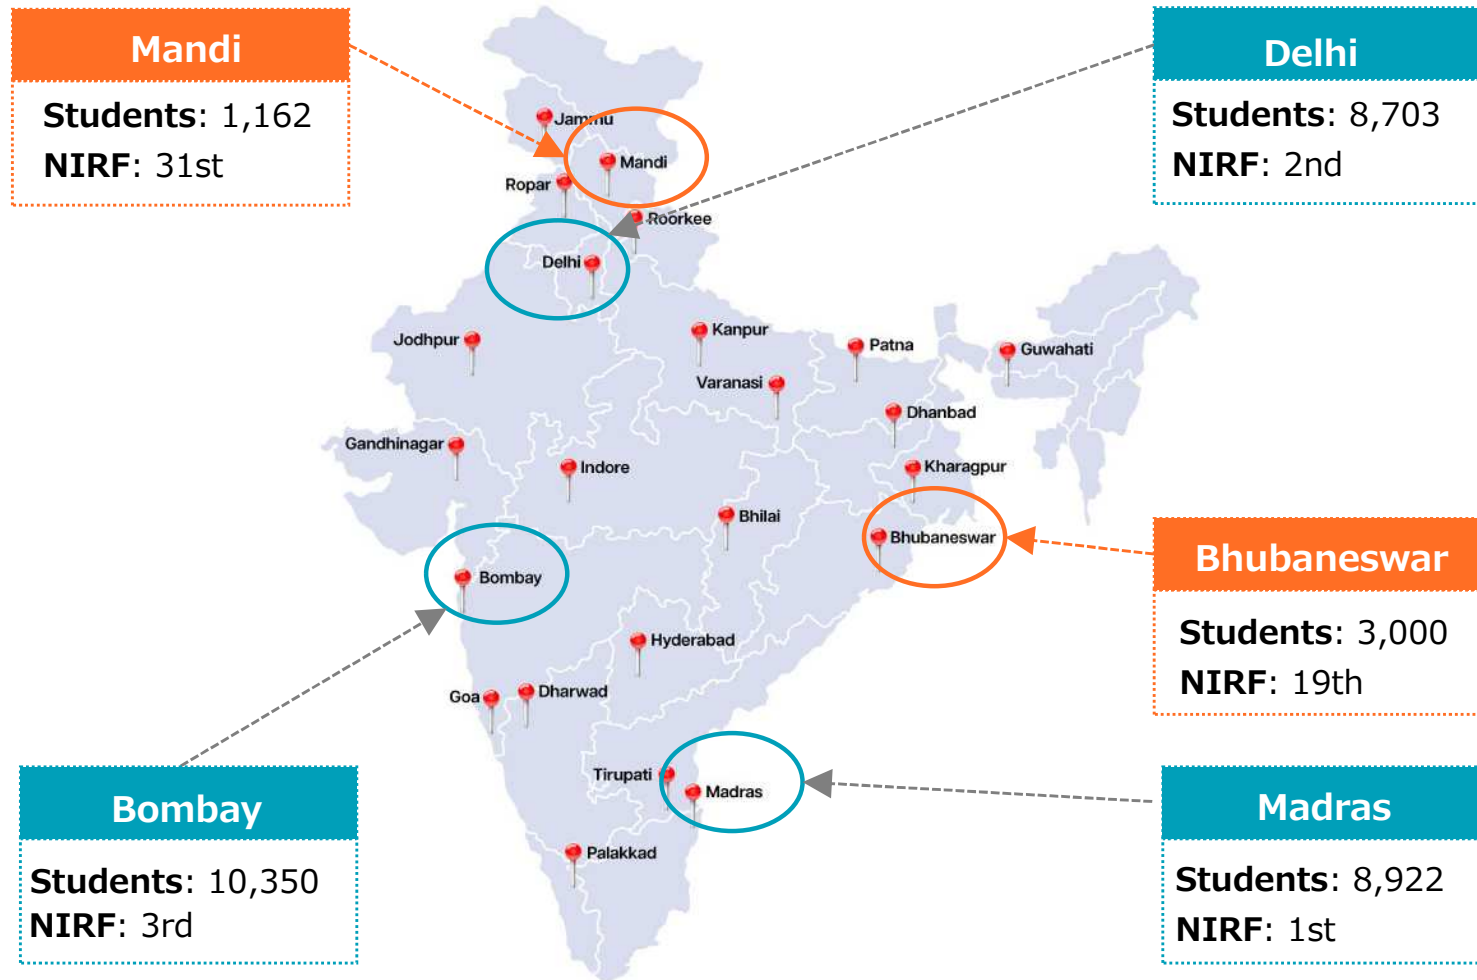 Mandi
Students: 1,162
NIRF: 31st
Delhi
Students: 8,703
NIRF: 2nd
Jammu
Mandi
Ropar
Roorkee
Delhi
Jodhpur
Kanpur
Patna
Guwahati
Varanasi
Dhanbad
Gandhinagar
Indore
Kharagpur
Bhilai
Bhubaneswar
Bombay
Hyderabad
Goa
Dharwad
Tirupati
Madras
Palakkad
Bhubaneswar
Students: 3,000
NIRF: 19th
Bombay
Students: 10,350
NIRF: 3rd
Madras
Students: 8,922
NIRF: 1st